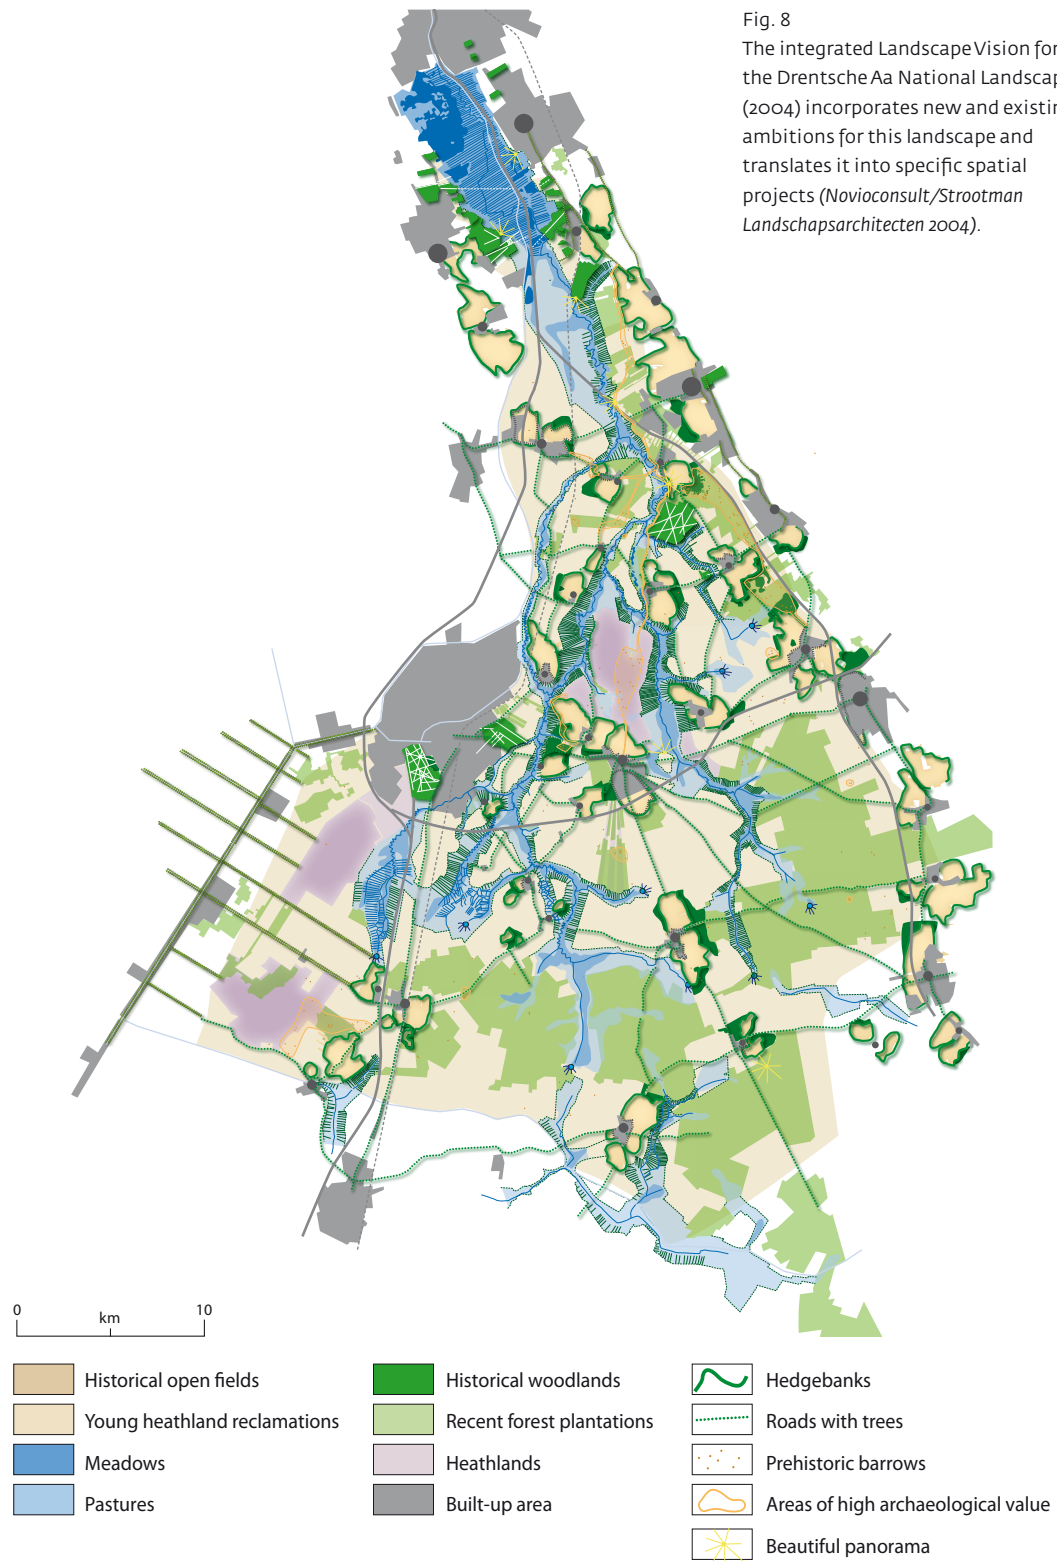 Fig. 8
The integrated Landscape Vision for
the Drentsche Aa National Landscap
(2004) incorporates new and existin
ambitions for this landscape and
translates it into specific spatial
projects (Novioconsult/Strootman
Landschapsarchitecten 2004).
0 10
km
Historical open fields
Young heathland reclamations
Meadows
Pastures
Historical woodlands
Recent forest plantations
Heathlands
Built-up area
Hedgebanks
Roads with trees
Prehistoric barrows
Areas of high archaeological value
Beautiful panorama